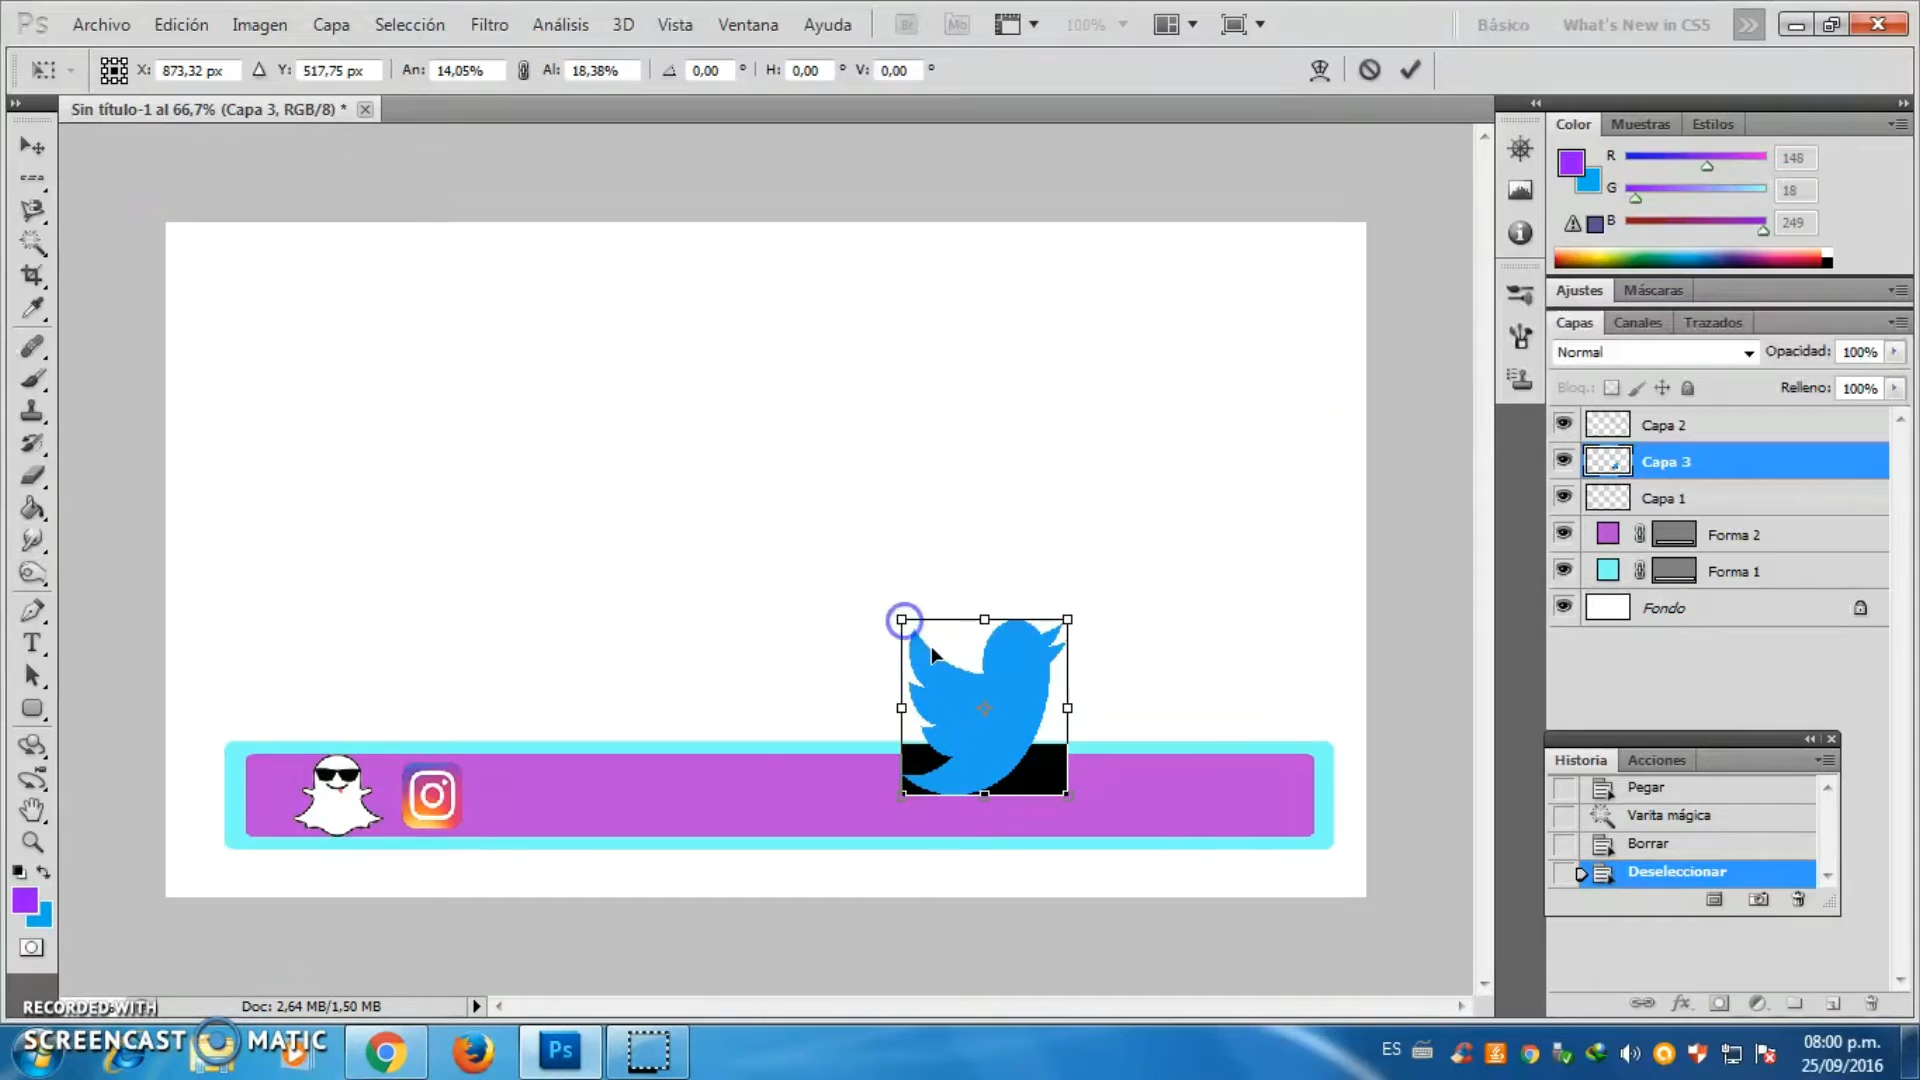 Ps Archivo Edición Imagen Capa Selección Filtro Análisis 3D Vista Ventana Ayuda Br Mb 100% Básico What's New in CS5
X: 873,32 px Y: 517,75 px An: 14,05% Al: 18,38% 0,00 ° H: 0,00 ° V: 0,00 °
Sin título-1 al 66,7% (Capa 3, RGB/8) *
Color Muestras Estilos
R 148
G 18
B 249
Ajustes Máscaras
Capas Canales Trazados
Normal Opacidad: 100%
Bloq.: Relleno: 100%
Capa 2
Capa 3
Capa 1
Forma 2
Forma 1
Fondo
Historia Acciones
Pegar
Varita mágica
Borrar
Deseleccionar
Doc: 2,64 MB/1,50 MB
RECORDED WITH
SCREENCAST MATIC
Ps
ES
08:00 p.m.
25/09/2016